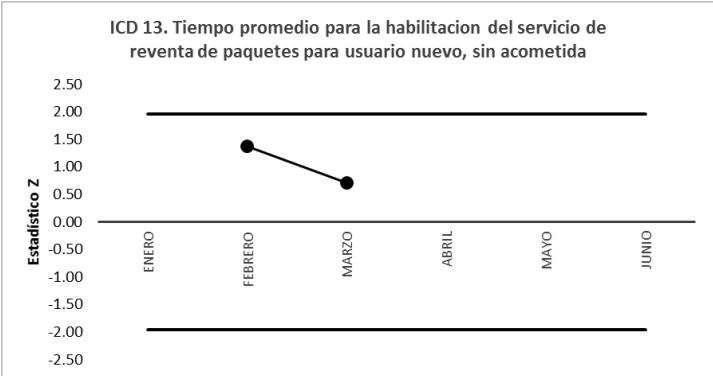 ICD 13. Tiempo promedio para la habilitacion del servicio de
reventa de paquetes para usuario nuevo, sin acometida
Estadístico Z
2.50
2.00
1.50
1.00
0.50
0.00
-0.50
-1.00
-1.50
-2.00
-2.50
ENERO
FEBRERO
MARZO
ABRIL
MAYO
JUNIO